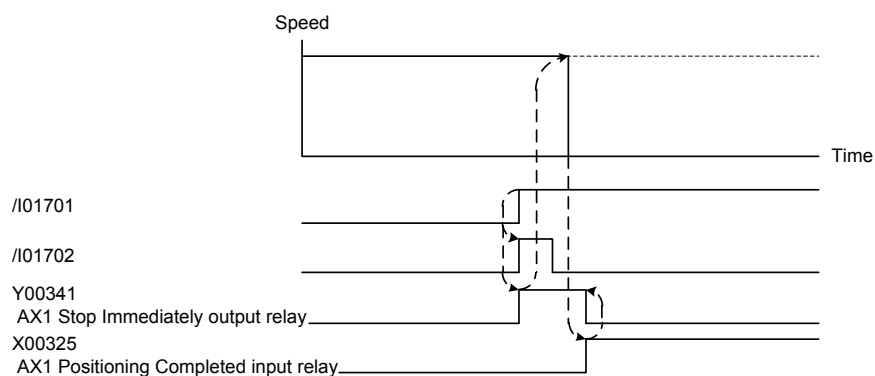 Speed
Time
/I01701
/I01702
Y00341
AX1 Stop Immediately output relay
X00325
AX1 Positioning Completed input relay